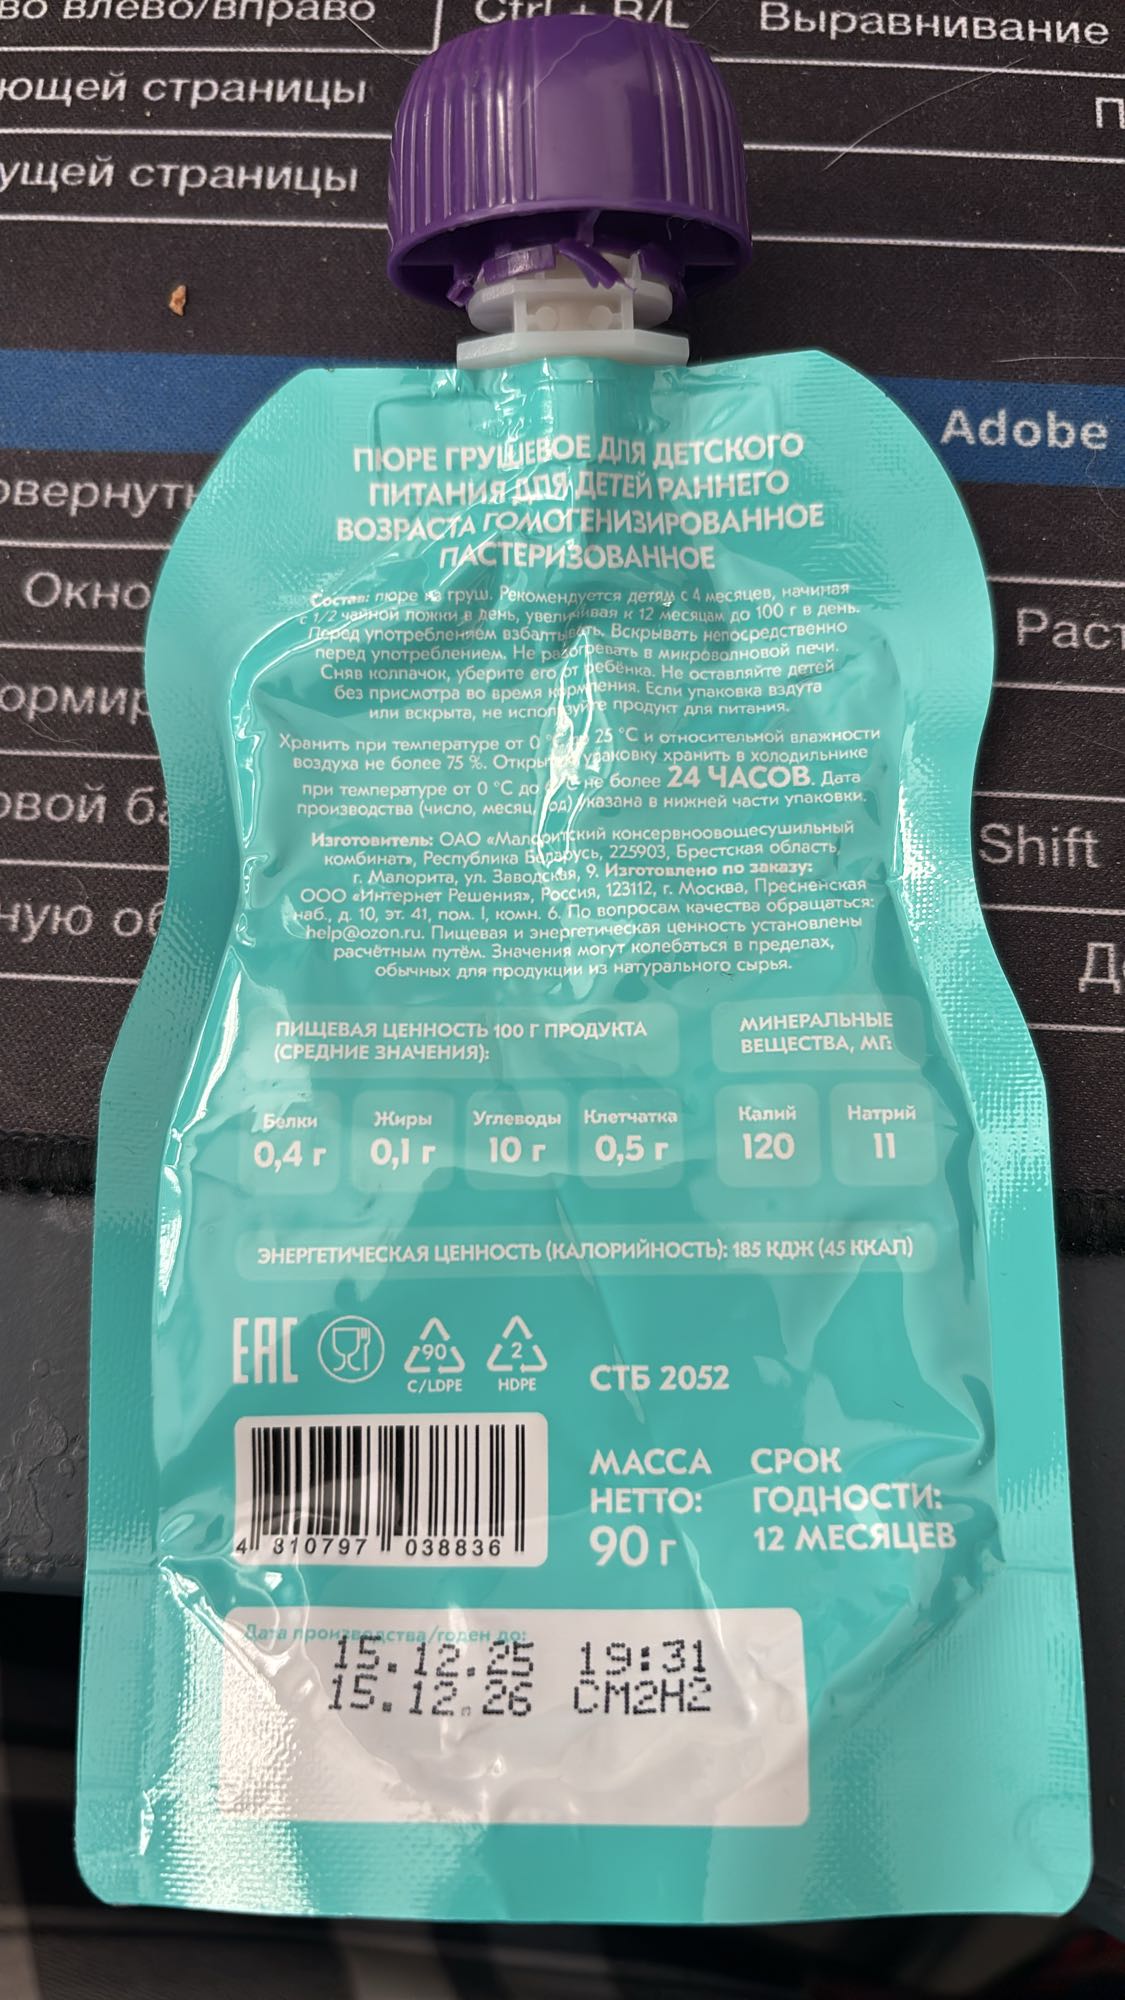 во влево/вправо
Ctrl + R/L
Выравнивание
ющей страницы
П
ущей страницы
Adobe
овернуть
Окно
Раст
ормир
овой ба
Shift
ную об
ПЮРЕ ГРУШЕВОЕ ДЛЯ ДЕТСКОГО
ПИТАНИЯ ДЛЯ ДЕТЕЙ РАННЕГО
ВОЗРАСТА ГОМОГЕНИЗИРОВАННОЕ
ПАСТЕРИЗОВАННОЕ
Состав: пюре из груш. Рекомендуется детям с 4 месяцев, начиная
с 1/2 чайной ложки в день, увеличивая к 12 месяцам до 100 г в день.
Перед употреблением взбалтывать. Вскрывать непосредственно
перед употреблением. Не разогревать в микроволновой печи.
Сняв колпачок, уберите его от ребёнка. Не оставляйте детей
без присмотра во время кормления. Если упаковка вздута
или вскрыта, не используйте продукт для питания.
Хранить при температуре от 0 °C до 25 °C и относительной влажности
воздуха не более 75 %. Открытую упаковку хранить в холодильнике
при температуре от 0 °C до не более 24 ЧАСОВ. Дата
производства (число, месяц, год) указана в нижней части упаковки.
Изготовитель: ОАО «Малоритский консервноовощесушильный
комбинат», Республика Беларусь, 225903, Брестская область,
г. Малорита, ул. Заводская, 9. Изготовлено по заказу:
ООО «Интернет Решения», Россия, 123112, г. Москва, Пресненская
наб., д. 10, эт. 41, пом. I, комн. 6. По вопросам качества обращаться:
help@ozon.ru. Пищевая и энергетическая ценность установлены
расчётным путём. Значения могут колебаться в пределах,
обычных для продукции из натурального сырья.
ПИЩЕВАЯ ЦЕННОСТЬ 100 Г ПРОДУКТА
(СРЕДНИЕ ЗНАЧЕНИЯ):
МИНЕРАЛЬНЫЕ
ВЕЩЕСТВА, МГ:
Белки Жиры Углеводы Клетчатка Калий Натрий
0,4 г 0,1 г 10 г 0,5 г 120 11
ЭНЕРГЕТИЧЕСКАЯ ЦЕННОСТЬ (КАЛОРИЙНОСТЬ): 185 КДЖ (45 ККАЛ)
EAC
90
C/LDPE
2
HDPE
СТБ 2052
4 810797 038836
МАССА
НЕТТО:
90 г
СРОК
ГОДНОСТИ:
12 МЕСЯЦЕВ
Дата производства/годен до:
15.12.25 19:31
15.12.26 CM2H2